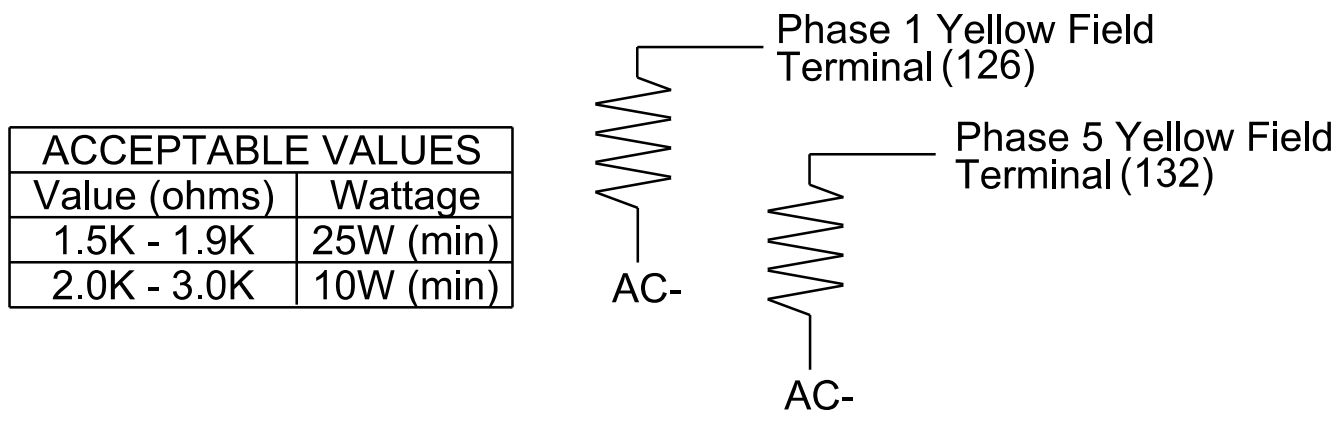 ACCEPTABLE VALUES
Value (ohms) Wattage
1.5K - 1.9K 25W (min)
2.0K - 3.0K 10W (min)
Phase 1 Yellow Field
Terminal (126)
AC-
Phase 5 Yellow Field
Terminal (132)
AC-